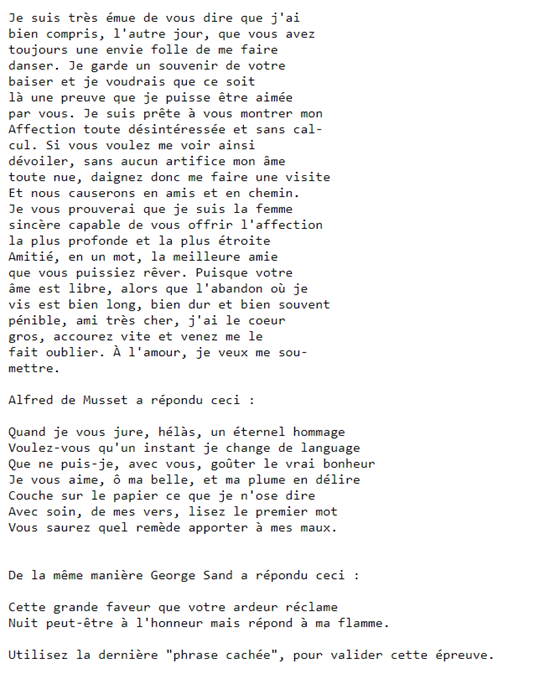 Je suis très émue de vous dire que j'ai
bien compris, l'autre jour, que vous avez
toujours une envie folle de me faire
danser. Je garde un souvenir de votre
baiser et je voudrais que ce soit
là une preuve que je puisse être aimée
par vous. Je suis prête à vous montrer mon
Affection toute désintéressée et sans cal-
cul. Si vous voulez me voir ainsi
dévoiler, sans aucun artifice mon âme
toute nue, daignez donc me faire une visite
Et nous causerons en amis et en chemin.
Je vous prouverai que je suis la femme
sincère capable de vous offrir l'affection
la plus profonde et la plus étroite
Amitié, en un mot, la meilleure amie
que vous puissiez rêver. Puisque votre
âme est libre, alors que l'abandon où je
vis est bien long, bien dur et bien souvent
pénible, ami très cher, j'ai le coeur
gros, accourez vite et venez me le
fait oublier. À l'amour, je veux me sou-
mettre.
Alfred de Musset a répondu ceci :
Quand je vous jure, hélàs, un éternel hommage
Voulez-vous qu'un instant je change de language
Que ne puis-je, avec vous, goûter le vrai bonheur
Je vous aime, ô ma belle, et ma plume en délire
Couche sur le papier ce que je n'ose dire
Avec soin, de mes vers, lisez le premier mot
Vous saurez quel remède apporter à mes maux.
De la même manière George Sand a répondu ceci :
Cette grande faveur que votre ardeur réclame
Nuit peut-être à l'honneur mais répond à ma flamme.
Utilisez la dernière "phrase cachée", pour valider cette épreuve.